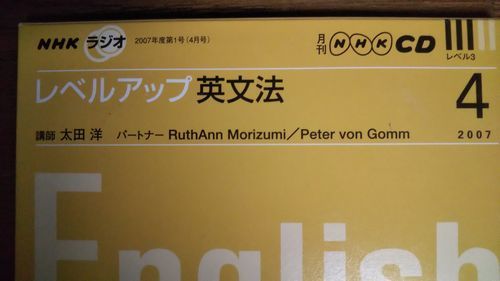 NHK ラジオ 2007年度第1号(4月号) 月刊 NHK CD レベル3
レベルアップ 英文法 4
講師 太田 洋 パートナー RuthAnn Morizumi／Peter von Gomm 2007
English